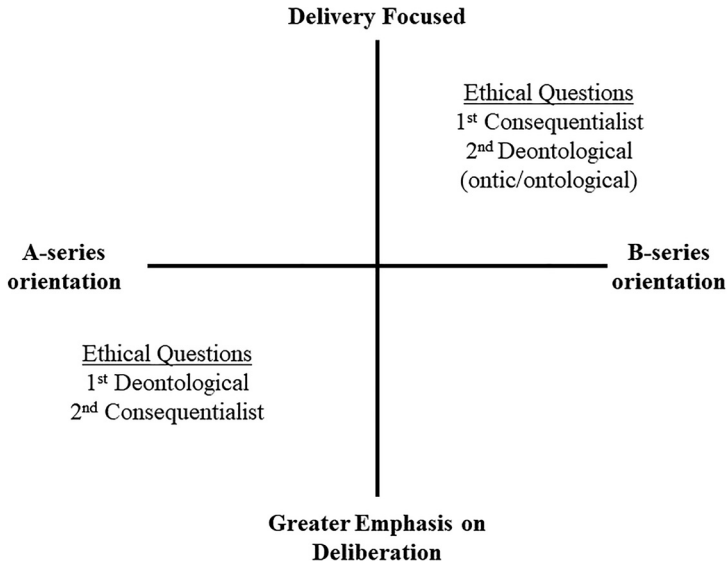 Delivery Focused
Ethical Questions
1st Consequentialist
2nd Deontological
(ontic/ontological)
A-series
orientation
B-series
orientation
Ethical Questions
1st Deontological
2nd Consequentialist
Greater Emphasis on
Deliberation